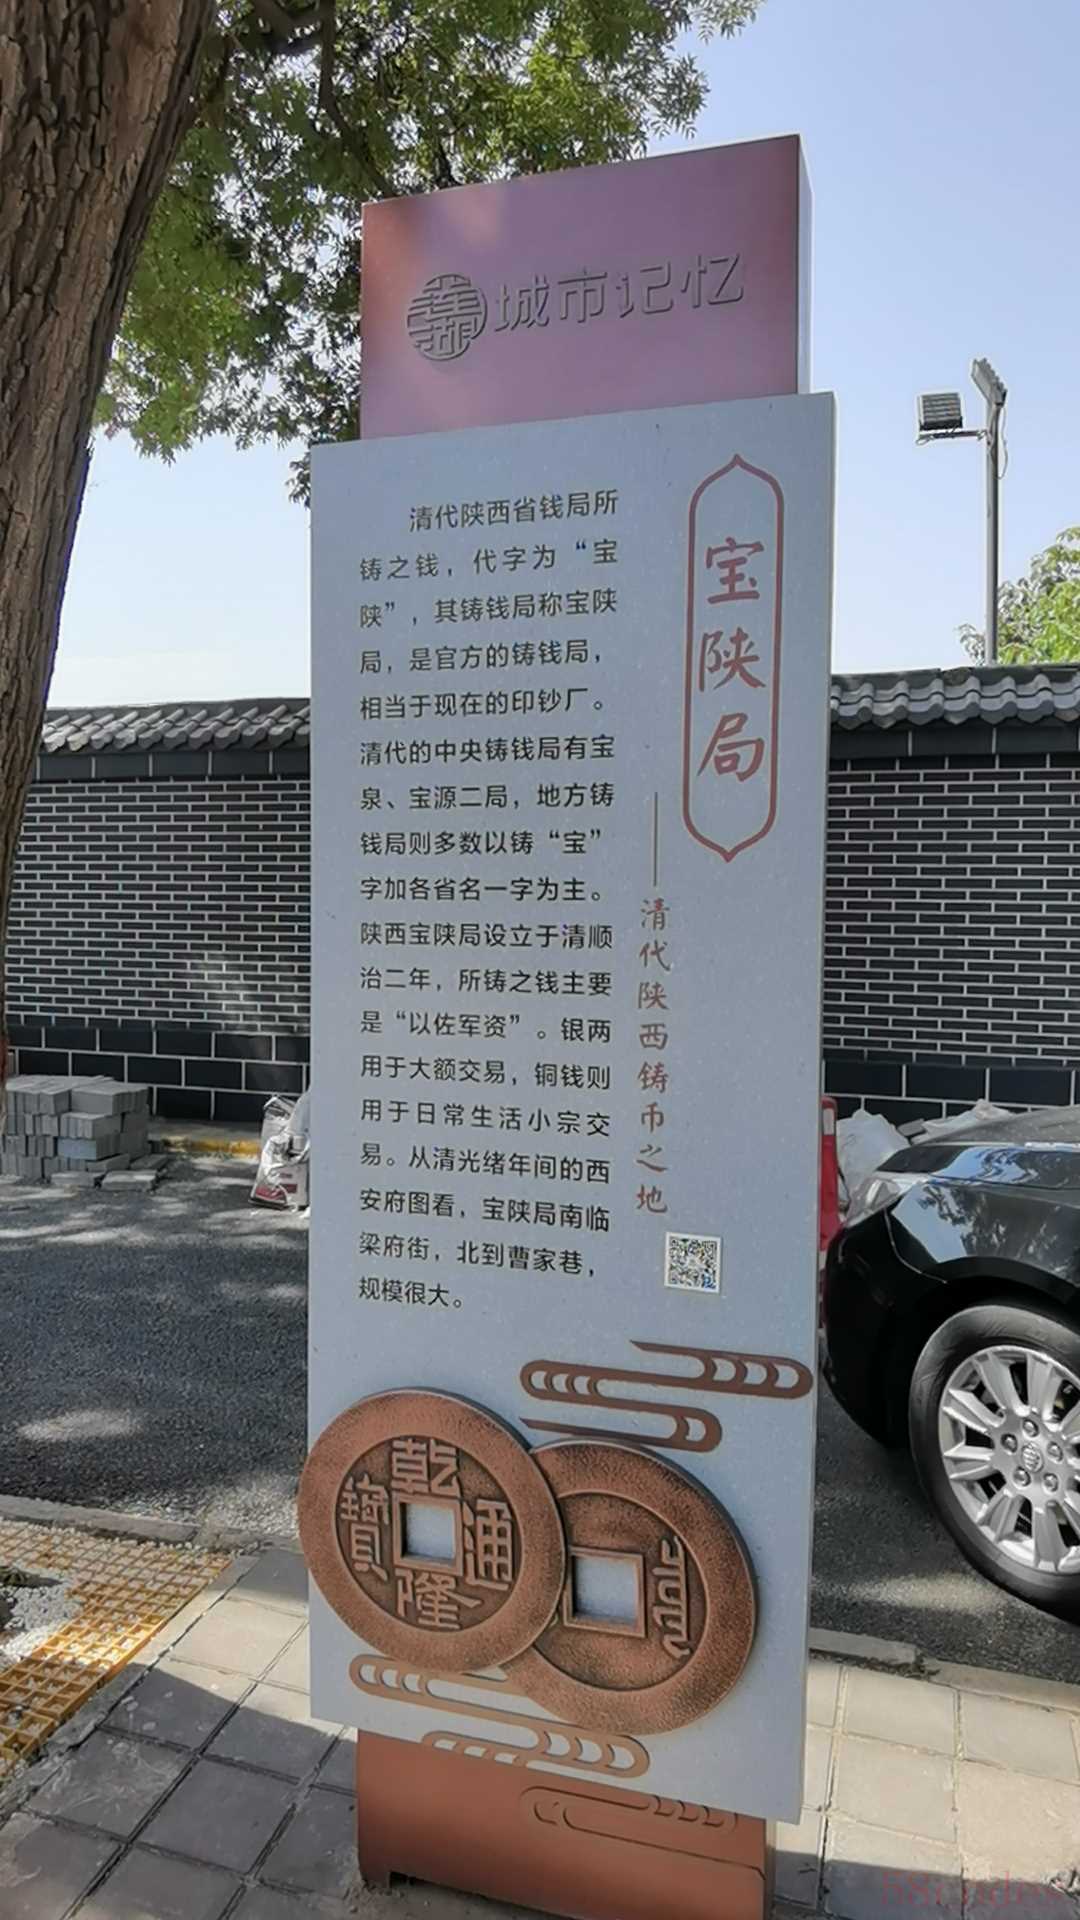 莲湖
城市记忆
宝陕局
——清代陕西铸币之地
清代陕西省钱局所
铸之钱，代字为“宝
陕”，其铸钱局称宝陕
局，是官方的铸钱局，
相当于现在的印钞厂。
清代的中央铸钱局有宝
泉、宝源二局，地方铸
钱局则多数以铸“宝”
字加各省名一字为主。
陕西宝陕局设立于清顺
治二年，所铸之钱主要
是“以佐军资”。银两
用于大额交易，铜钱则
用于日常生活小宗交
易。从清光绪年间的西
安府图看，宝陕局南临
梁府街，北到曹家巷，
规模很大。
乾隆通寳